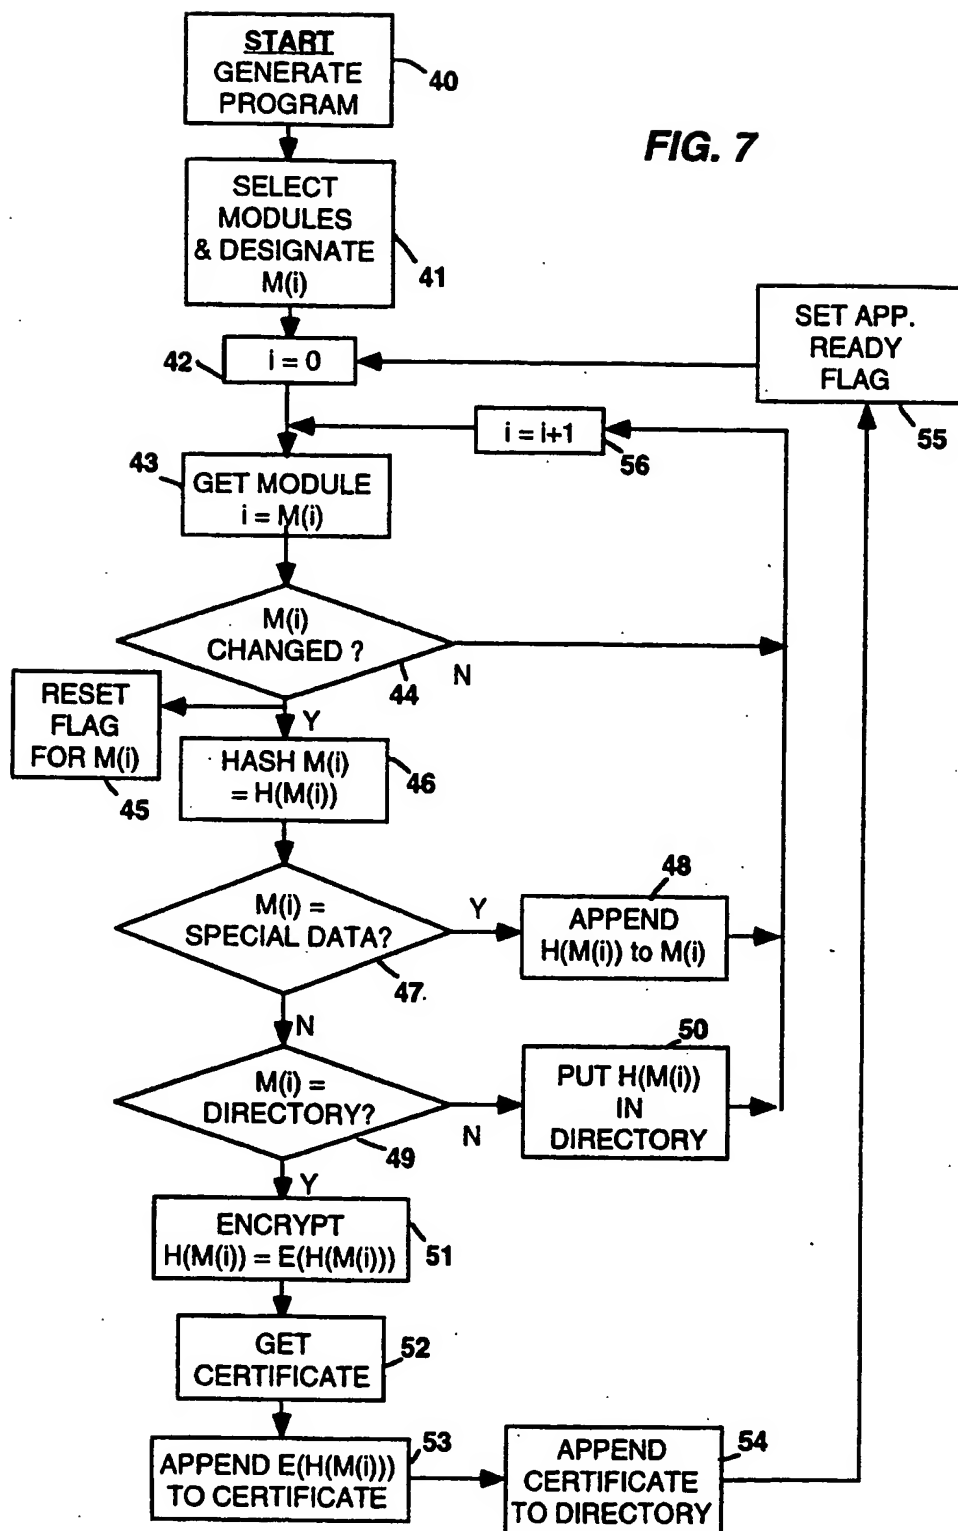 START
GENERATE
PROGRAM
40
FIG. 7
SELECT
MODULES
& DESIGNATE
M(i)
41
SET APP.
READY
FLAG
55
42
i = 0
i = i+1
56
43
GET MODULE
i = M(i)
M(i)
CHANGED ?
44
N
RESET
FLAG
FOR M(i)
45
Y
HASH M(i)
= H(M(i))
46
M(i) =
SPECIAL DATA?
47
Y
48
APPEND
H(M(i)) to M(i)
N
M(i) =
DIRECTORY?
49
N
50
PUT H(M(i))
IN
DIRECTORY
Y
ENCRYPT
H(M(i)) = E(H(M(i)))
51
GET
CERTIFICATE
52
APPEND E(H(M(i)))
TO CERTIFICATE
53
APPEND
CERTIFICATE
TO DIRECTORY
54